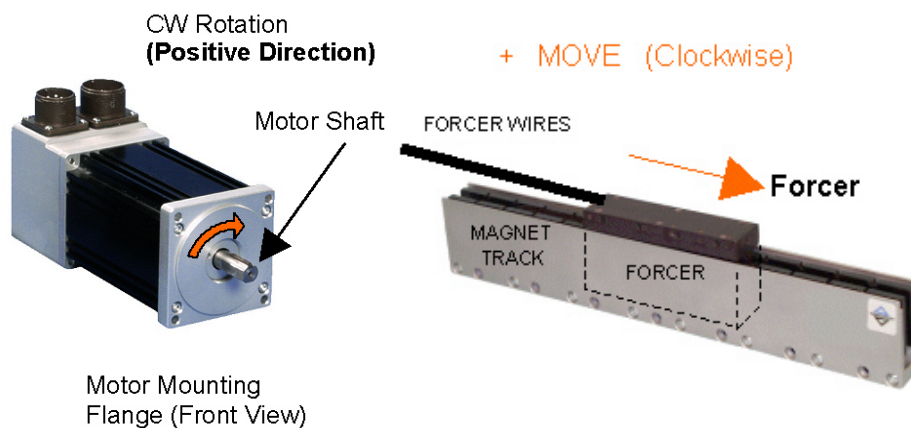 CW Rotation
(Positive Direction)
+ MOVE (Clockwise)
Motor Shaft
FORCER WIRES
Forcer
MAGNET
TRACK
FORCER
Motor Mounting
Flange (Front View)